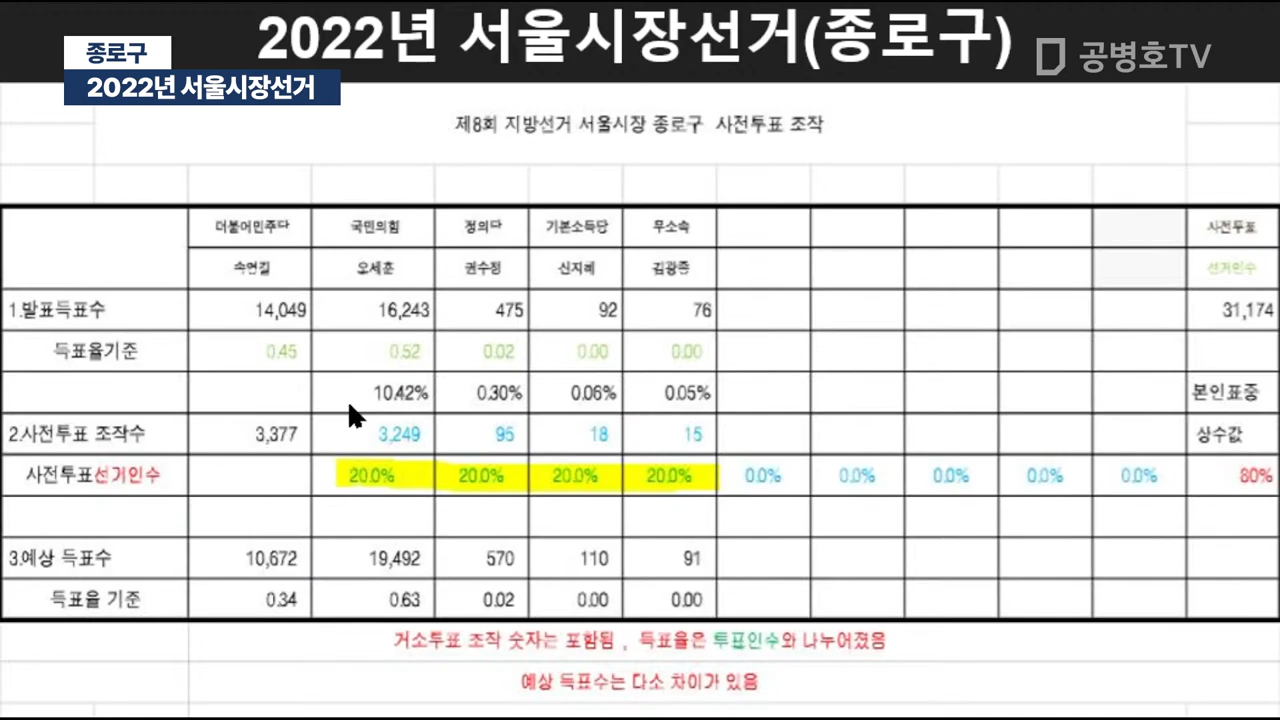 2022년 서울시장선거(종로구)
종로구
2022년 서울시장선거
공병호TV
제8회 지방선거 서울시장 종로구 사전투표 조작
더불어민주다 국민의힘 정의다 기본소득당 무소속 사전투표
속연길 오세훈 권수정 신지혜 김광종 선거인수
1.발표득표수 14,049 16,243 475 92 76 31,174
득표율기준 0.45 0.52 0.02 0.00 0.00
10.42% 0.30% 0.06% 0.05% 본인표중
2.사전투표 조작수 3,377 3,249 95 18 15 상수값
사전투표선거인수 20.0% 20.0% 20.0% 20.0% 0.0% 0.0% 0.0% 0.0% 0.0% 80%
3.예상 득표수 10,672 19,492 570 110 91
득표율 기준 0.34 0.63 0.02 0.00 0.00
거소투표 조작 숫자는 포함됨 , 득표율은 투표인수와 나누어졌음
예상 득표수는 다소 차이가 있음